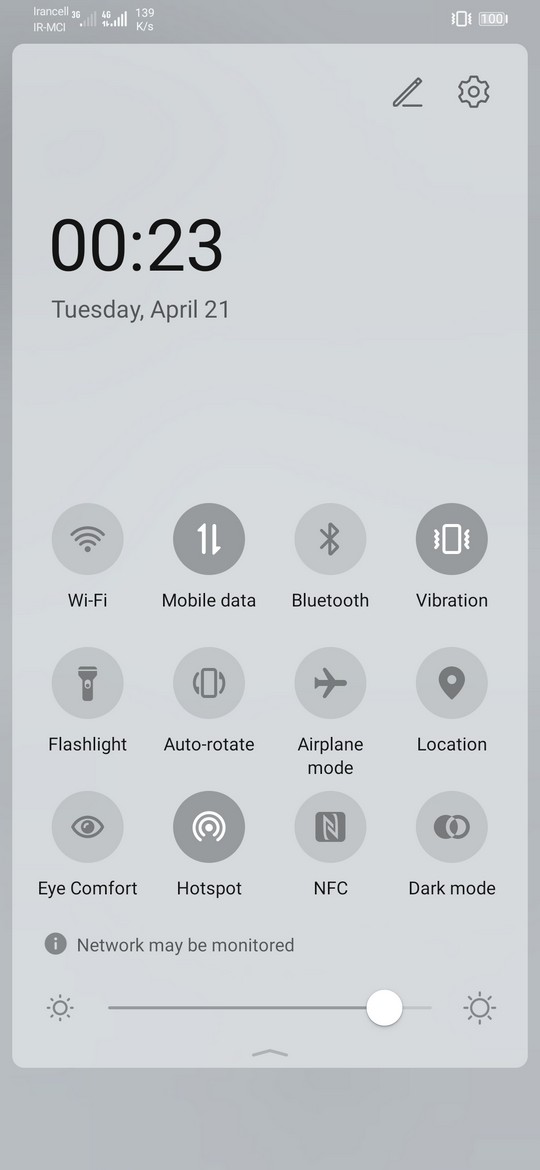 Irancell 3G 4G 139
IR-MCI K/s
100
00:23
Tuesday, April 21
Wi-Fi Mobile data Bluetooth Vibration
Flashlight Auto-rotate Airplane mode Location
Eye Comfort Hotspot NFC Dark mode
Network may be monitored